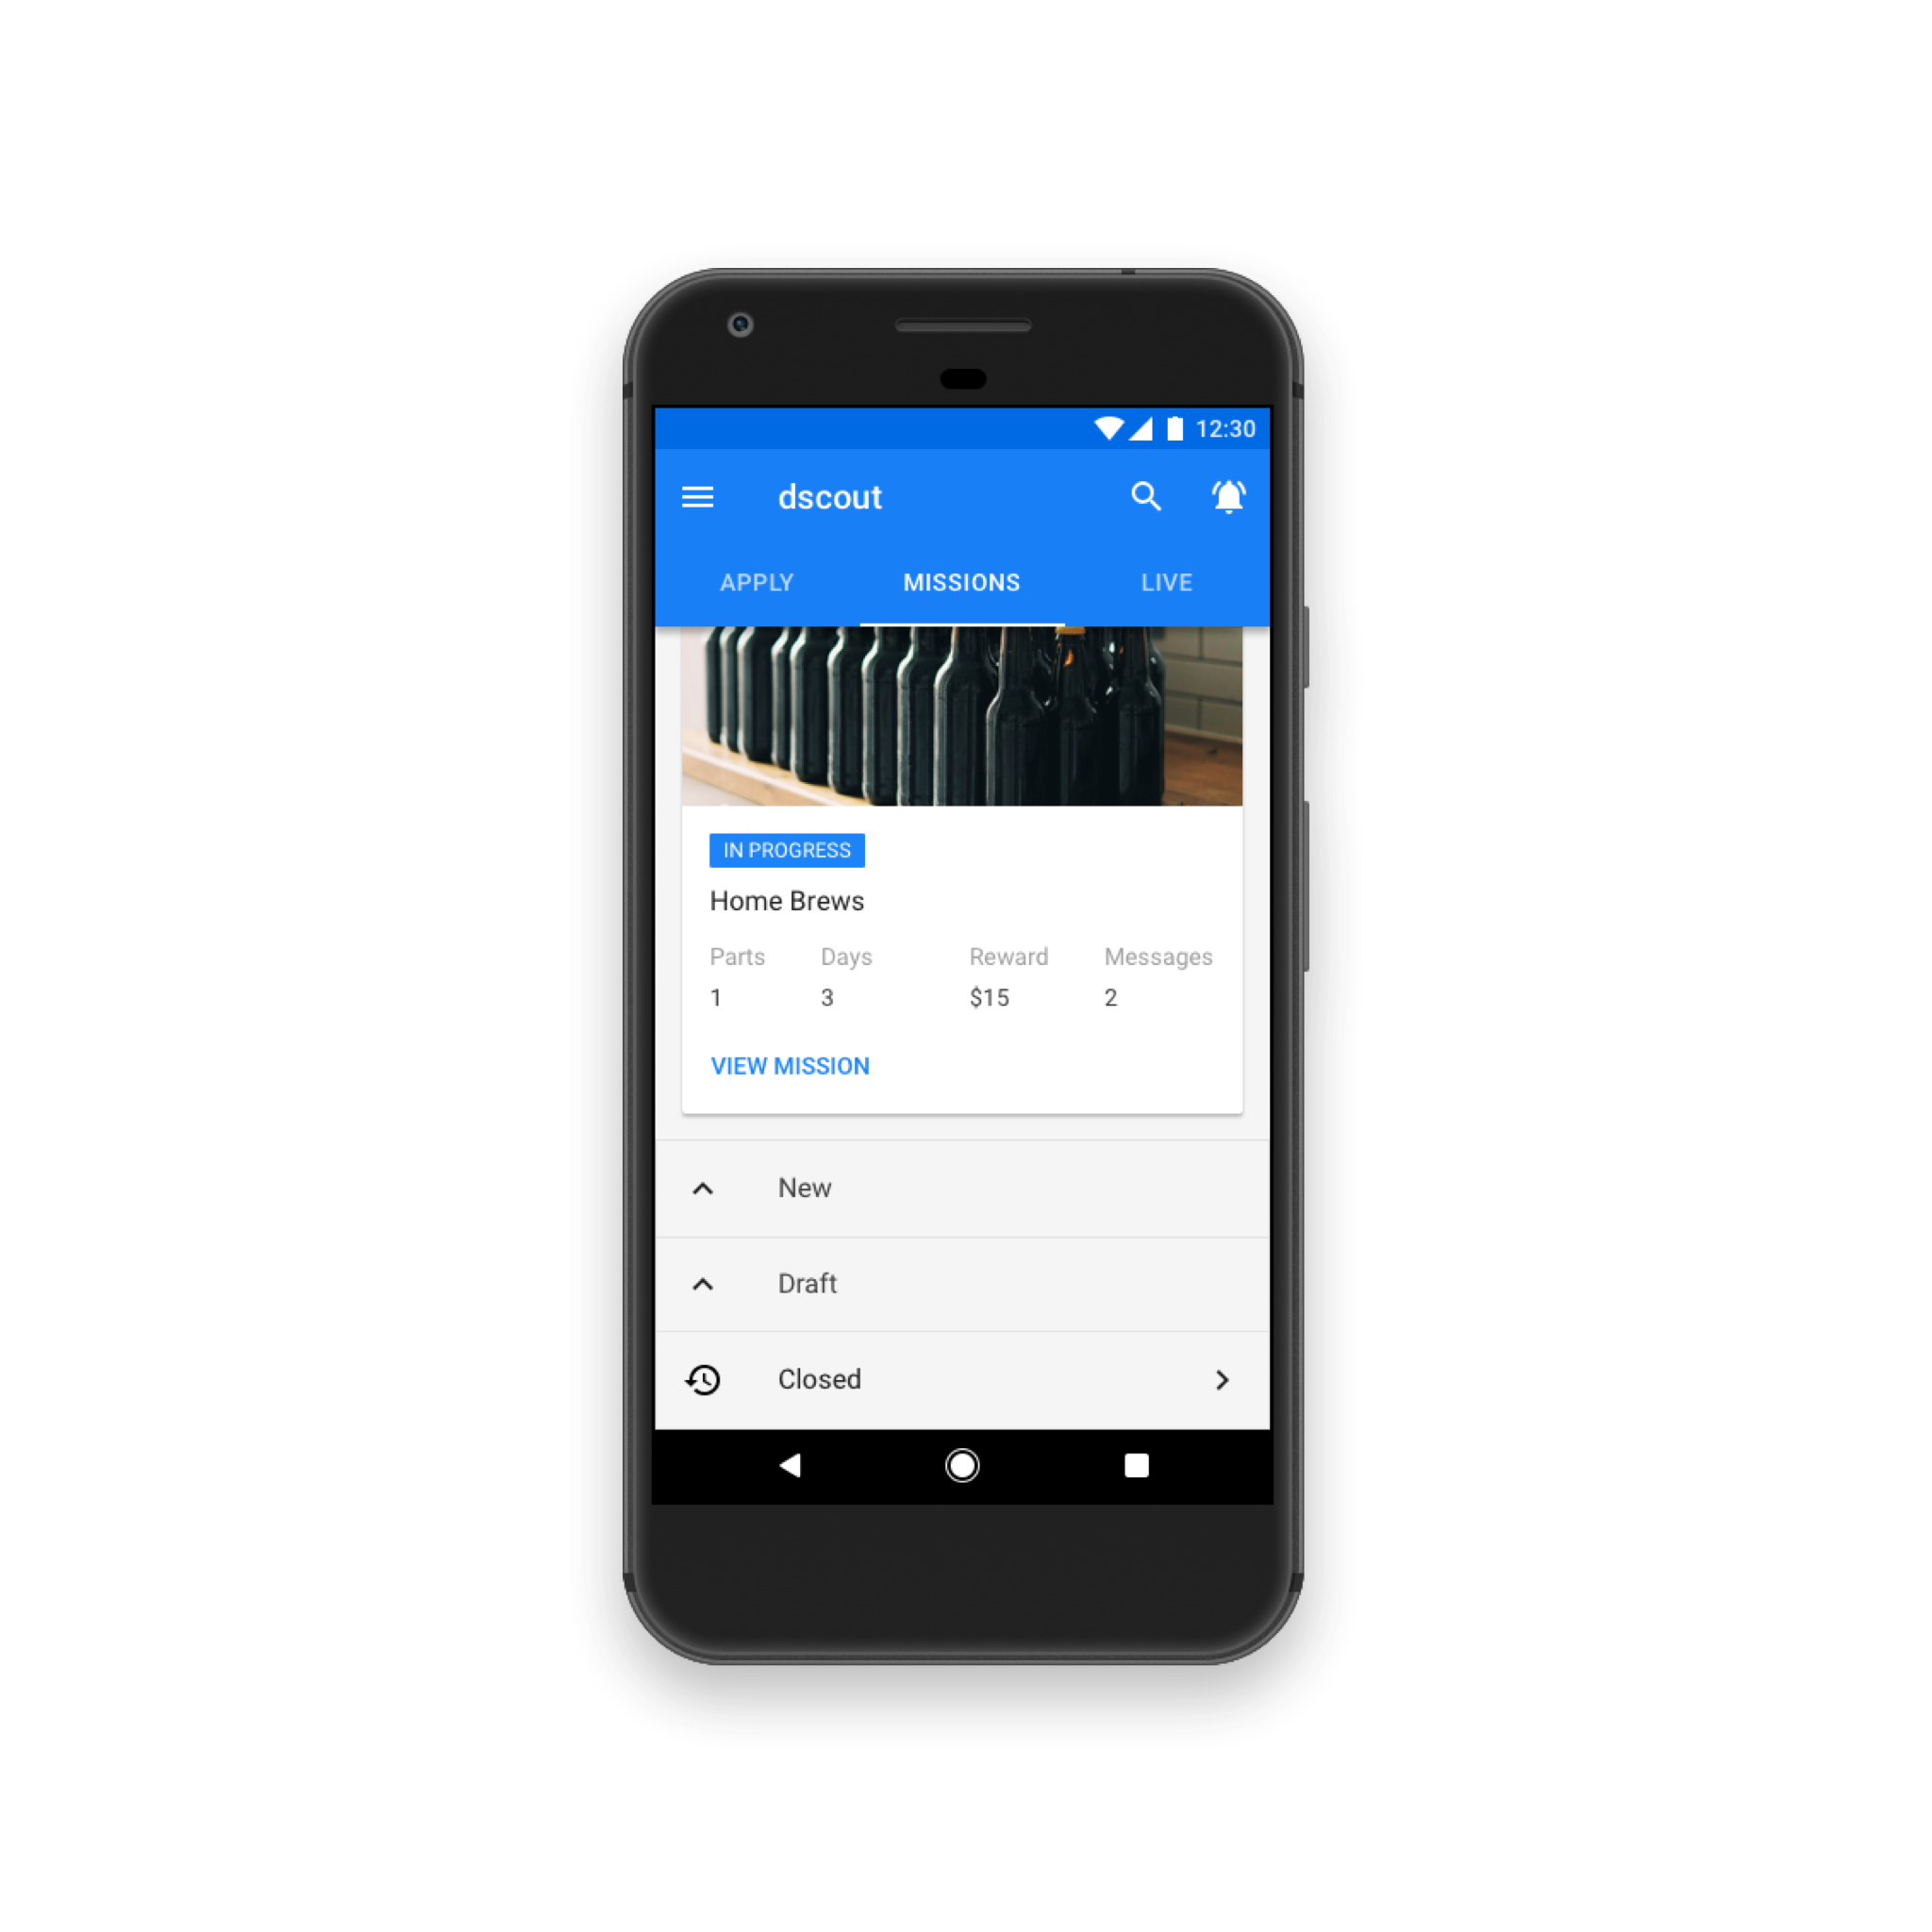 12:30
dscout
APPLY MISSIONS LIVE
IN PROGRESS
Home Brews
Parts Days Reward Messages
1 3 $15 2
VIEW MISSION
New
Draft
Closed